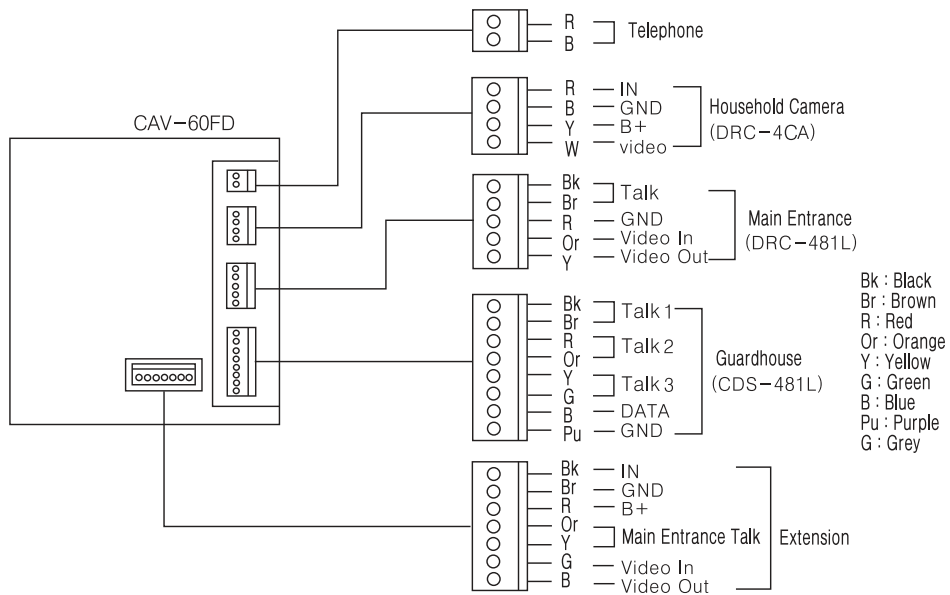 CAV-60FD
R
B
Telephone
R — IN
B — GND
Y — B+
W — video
Household Camera
(DRC-4CA)
Bk
Br
Talk
R — GND
Or — Video In
Y — Video Out
Main Entrance
(DRC-481L)
Bk
Br
Talk 1
R
Or
Talk 2
Y
G
Talk 3
B — DATA
Pu — GND
Guardhouse
(CDS-481L)
Bk — IN
Br — GND
R — B+
Or
Y
Main Entrance Talk
G — Video In
B — Video Out
Extension
Bk : Black
Br : Brown
R : Red
Or : Orange
Y : Yellow
G : Green
B : Blue
Pu : Purple
G : Grey